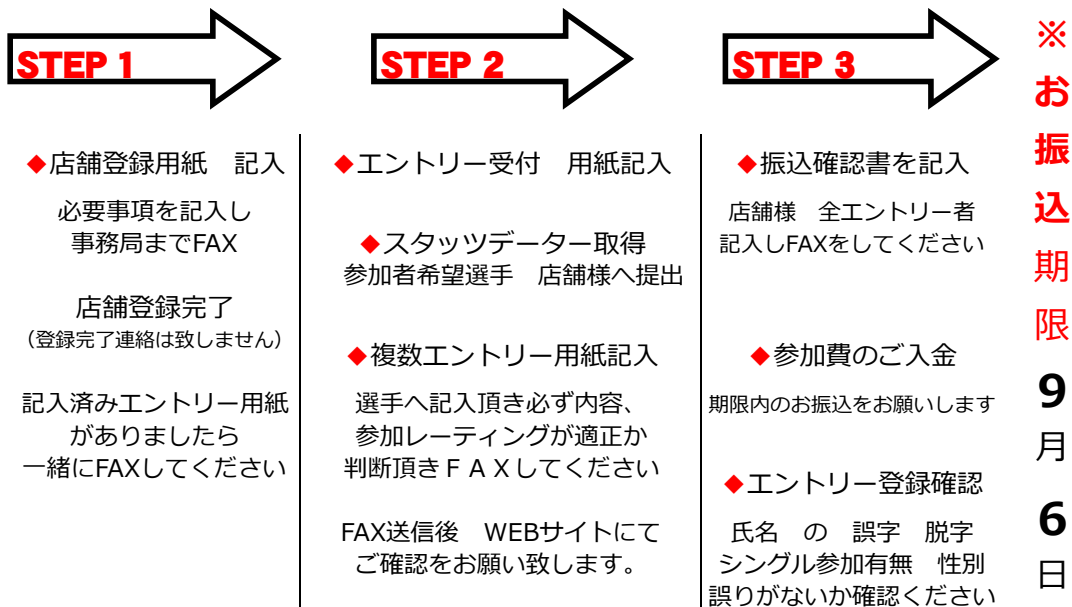 STEP 1
◆店舗登録用紙　記入
必要事項を記入し
事務局までFAX
店舗登録完了
（登録完了連絡は致しません）
記入済みエントリー用紙
がありましたら
一緒にFAXしてください
STEP 2
◆エントリー受付　用紙記入
◆スタッツデーター取得
参加者希望選手　店舗様へ提出
◆複数エントリー用紙記入
選手へ記入頂き必ず内容、
参加レーティングが適正か
判断頂きＦＡＸしてください
FAX送信後　WEBサイトにて
ご確認をお願い致します。
STEP 3
◆振込確認書を記入
店舗様　全エントリー者
記入しFAXをしてください
◆参加費のご入金
期限内のお振込をお願いします
◆エントリー登録確認
氏名　の　誤字　脱字
シングル参加有無　性別
誤りがないか確認ください
※お振込期限9月6日